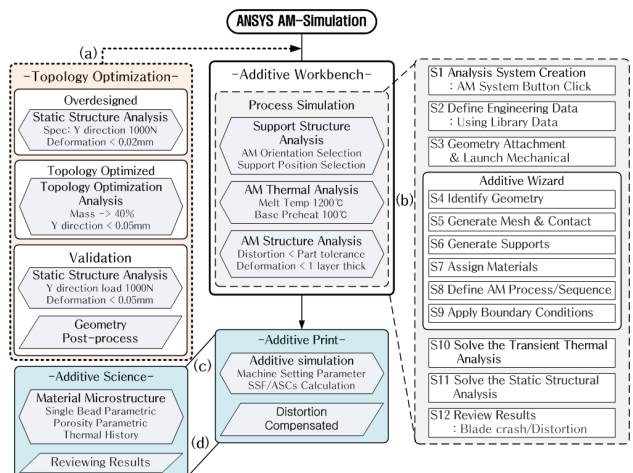 ANSYS AM-Simulation
(a)
-Topology Optimization-
Overdesigned
Static Structure Analysis
Spec: Y direction 1000N
Deformation < 0.02mm
Topology Optimized
Topology Optimization
Analysis
Mass -> 40%
Y direction < 0.05mm
Validation
Static Structure Analysis
Y direction load 1000N
Deformation < 0.05mm
Geometry
Post-process
-Additive Workbench-
Process Simulation
Support Structure
Analysis
AM Orientation Selection
Support Position Selection
AM Thermal Analysis
Melt Temp 1200℃
Base Preheat 100℃
AM Structure Analysis
Distortion < Part tolerance
Deformation < 1 layer thick
(b)
S1 Analysis System Creation
: AM System Button Click
S2 Define Engineering Data
: Using Library Data
S3 Geometry Attachment
& Launch Mechanical
Additive Wizard
S4 Identify Geometry
S5 Generate Mesh & Contact
S6 Generate Supports
S7 Assign Materials
S8 Define AM Process/Sequence
S9 Apply Boundary Conditions
S10 Solve the Transient Thermal
Analysis
S11 Solve the Static Structural
Analysis
S12 Review Results
: Blade crash/Distortion
(c)
-Additive Print-
Additive simulation
Machine Setting Parameter
SSF/ASCs Calculation
Distortion
Compensated
-Additive Science-
Material Microstructure
Single Bead Parametric
Porosity Parametric
Thermal History
(d)
Reviewing Results